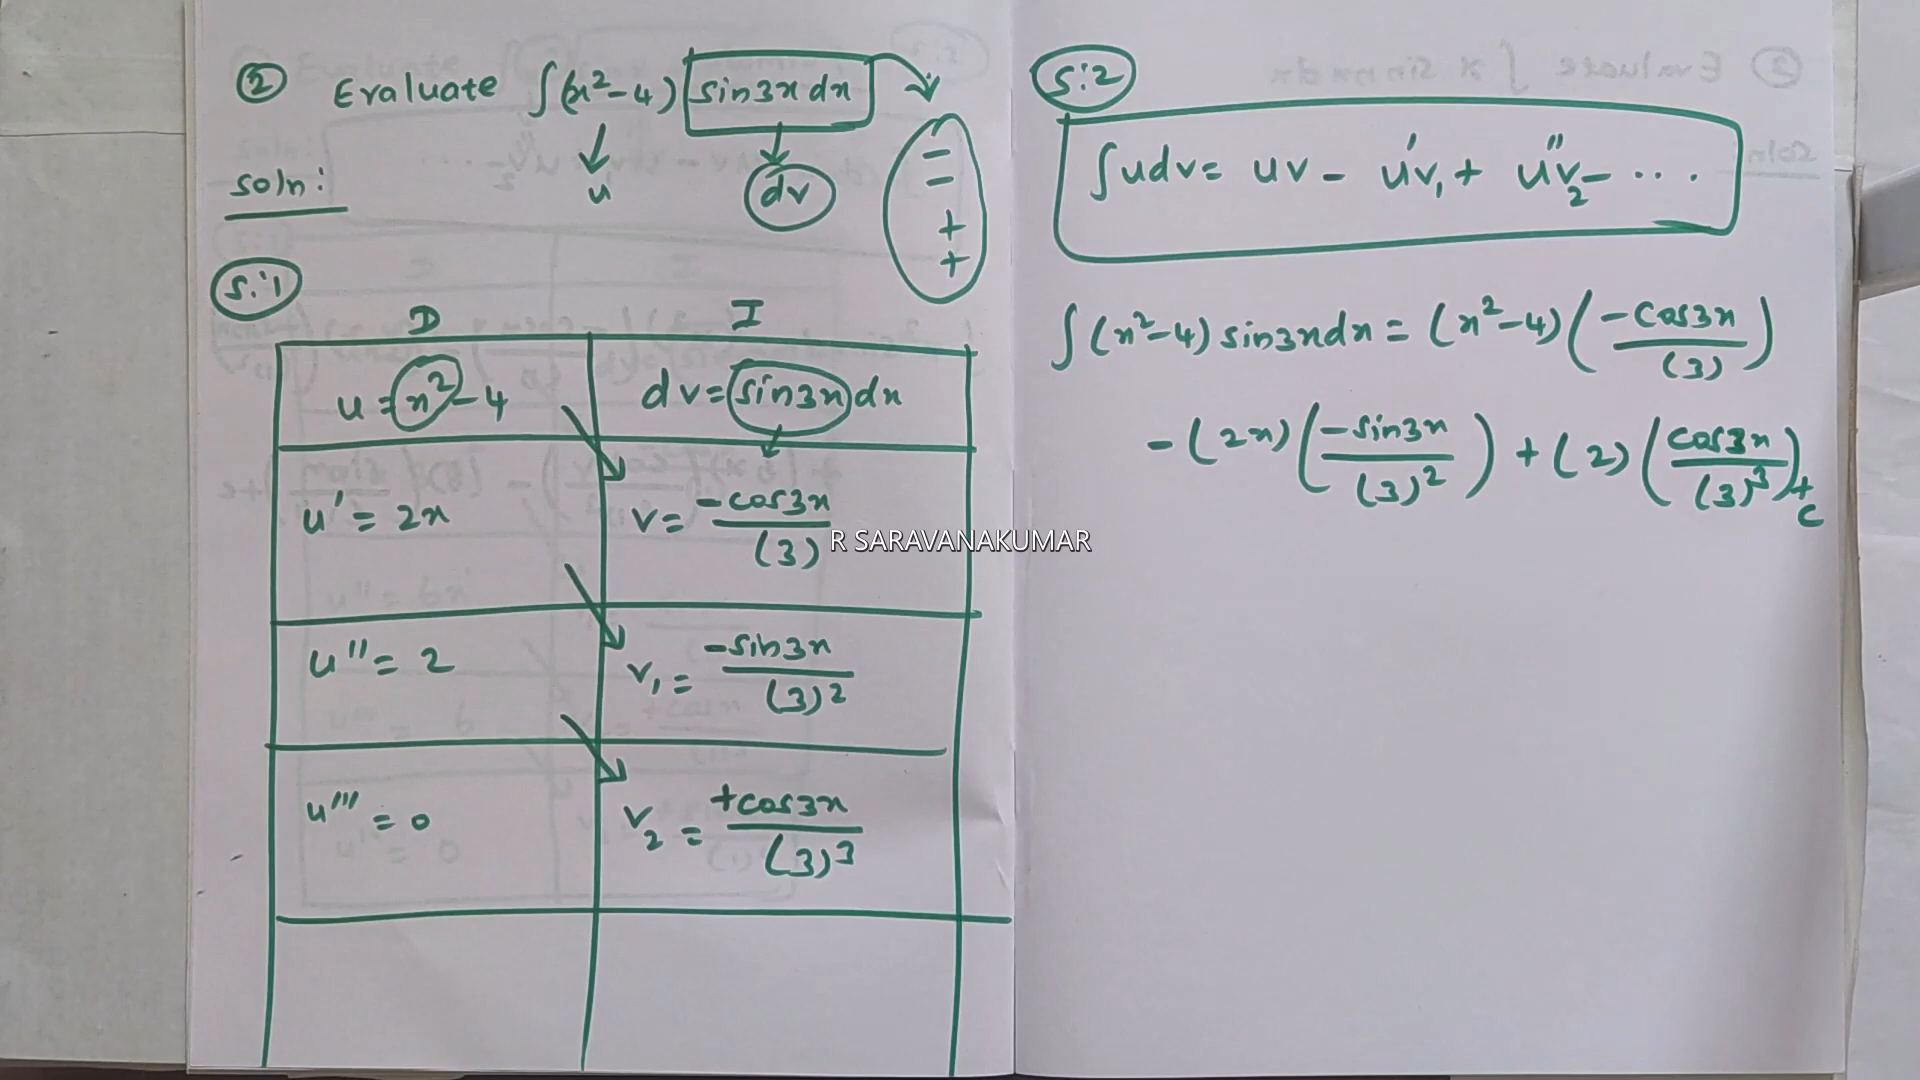 ② Evaluate ∫(x²-4) sin3x dx
u
dv
- - + +
soln:
S:1
D I
u = x²-4 dv = sin3x dx
u' = 2x v = -cos3x/(3)
u'' = 2 v₁ = -sin3x/(3)²
u''' = 0 v₂ = +cos3x/(3)³
S:2
∫udv = uv - u'v₁ + u''v₂ - ....
∫(x²-4) sin3x dx = (x²-4)(-cos3x/(3))
-(2x)(-sin3x/(3)²) + (2)(cos3x/(3)³) + c
R SARAVANAKUMAR